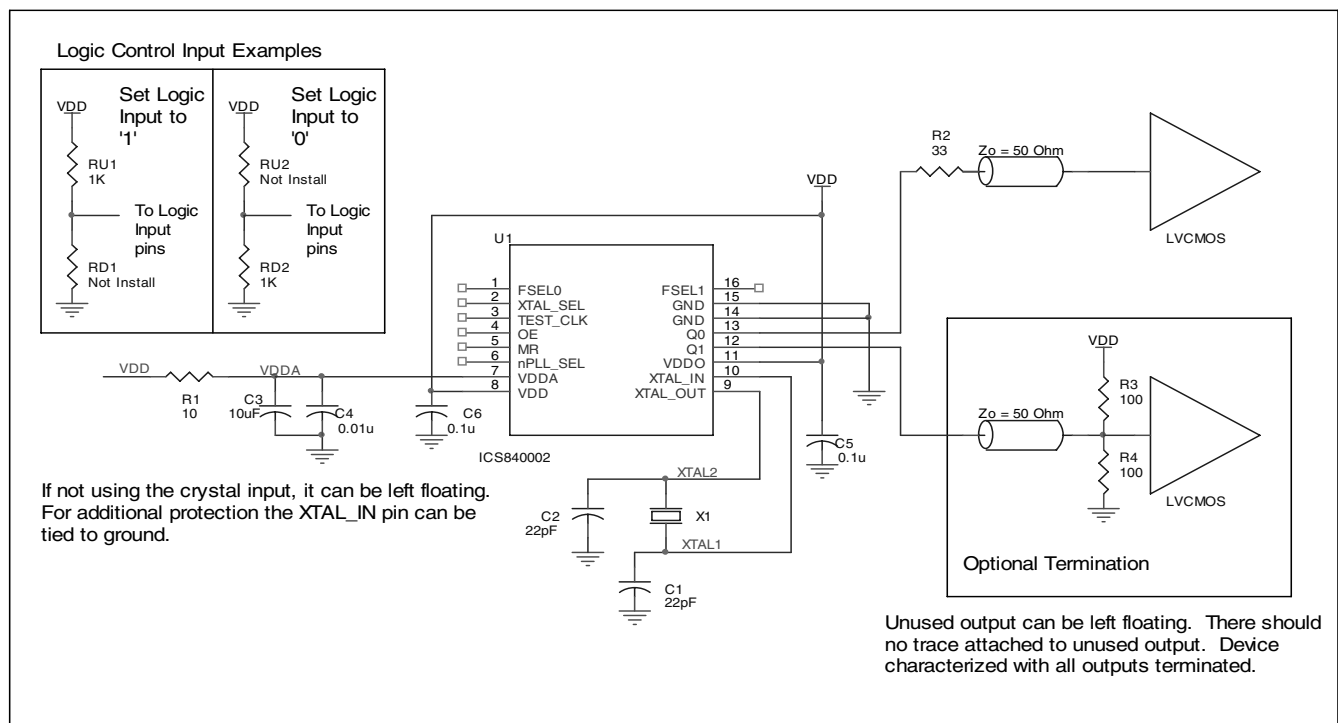 Logic Control Input Examples
Set Logic
Input to
'1'
VDD
RU1
1K
To Logic
Input
pins
RD1
Not Install
Set Logic
Input to
'0'
VDD
RU2
Not Install
To Logic
Input
pins
RD2
1K
VDD
R1
10
VDDA
C3
10uF
C4
0.01u
C6
0.1u
U1
1 FSEL0
2 XTAL_SEL
3 TEST_CLK
4 OE
5 MR
6 nPLL_SEL
7 VDDA
8 VDD
FSEL1 16
GND 15
GND 14
Q0 13
Q1 12
VDDO 11
XTAL_IN 10
XTAL_OUT 9
ICS840002
VDD
C5
0.1u
R2
33
Zo = 50 Ohm
LVCMOS
VDD
R3
100
Zo = 50 Ohm
R4
100
LVCMOS
Optional Termination
XTAL2
C2
22pF
X1
XTAL1
C1
22pF
If not using the crystal input, it can be left floating.
For additional protection the XTAL_IN pin can be
tied to ground.
Unused output can be left floating. There should
no trace attached to unused output. Device
characterized with all outputs terminated.